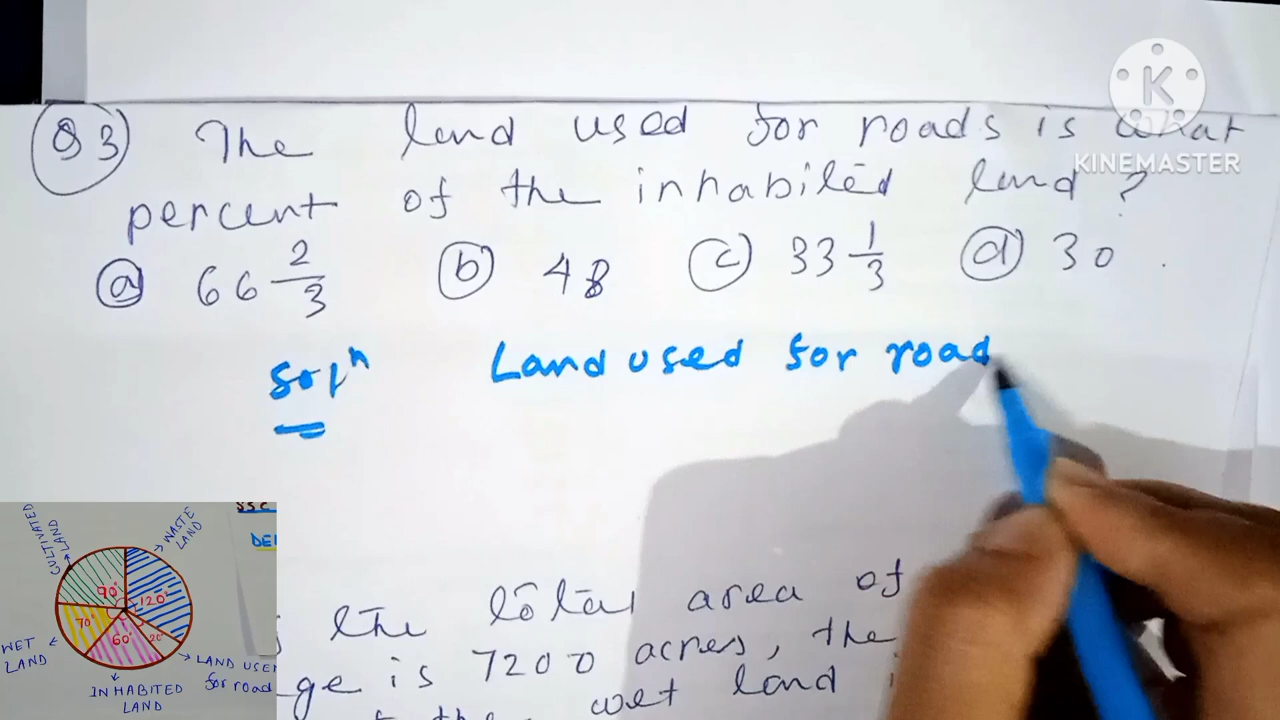 Q3 The land used for roads is what
percent of the inhabited land ?
(a) 66 2/3 (b) 48 (c) 33 1/3 (d) 30 .
Solⁿ Land used for road
the total area of
is 7200 acres, the
wet land
K
KINEMASTER
CULTIVATED
LAND
WASTE
LAND
90°
120°
70°
60°
20°
WET
LAND
INHABITED
LAND
LAND USE
for road